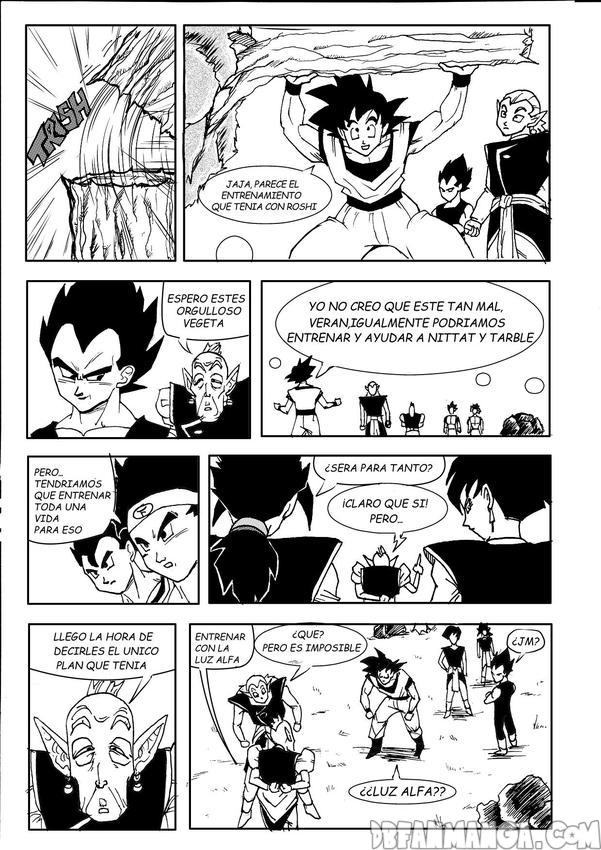 TRISH
JAJA, PARECE EL
ENTRENAMIENTO
QUE TENIA CON ROSHI
ESPERO ESTES
ORGULLOSO
VEGETA
YO NO CREO QUE ESTE TAN MAL,
VERAN,IGUALMENTE PODRIAMOS
ENTRENAR Y AYUDAR A NITTAT Y TARBLE
PERO...
TENDRIAMOS
QUE ENTRENAR
TODA UNA
VIDA
PARA ESO
¿SERA PARA TANTO?
¡CLARO QUE SI!
PERO...
LLEGO LA HORA DE
DECIRLES EL UNICO
PLAN QUE TENIA
ENTRENAR
CON LA
LUZ ALFA
¿QUE?
PERO ES IMPOSIBLE
¿JM?
¿¿LUZ ALFA??
DBFANMANGA.COM